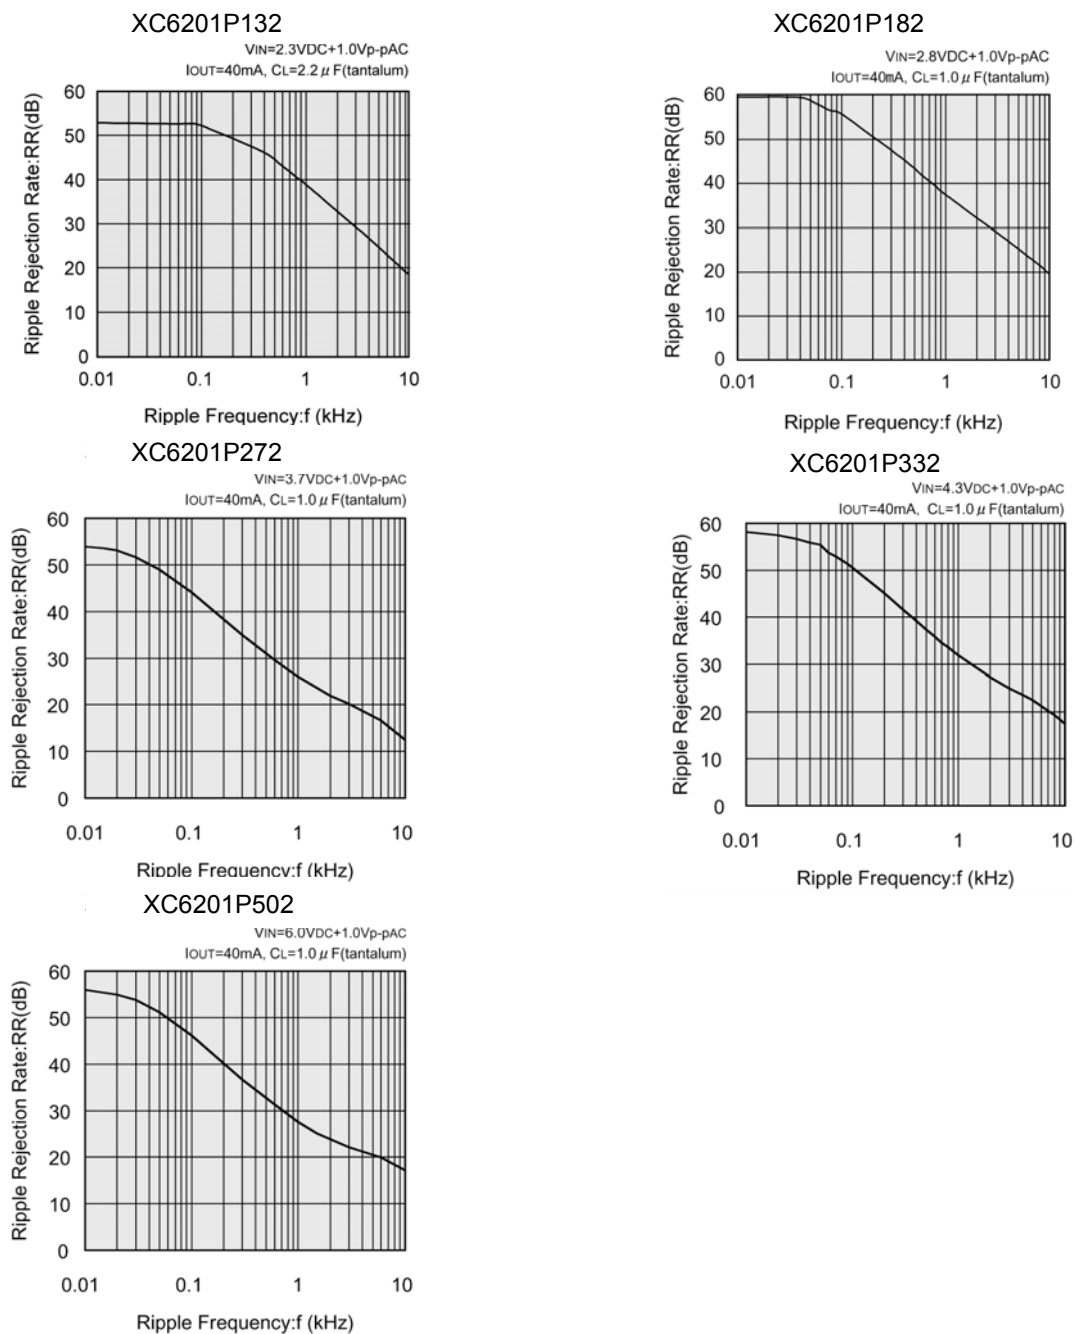 XC6201P132
VIN=2.3VDC+1.0Vp-pAC
IOUT=40mA, CL=2.2 μ F(tantalum)
Ripple Rejection Rate:RR(dB)
60
50
40
30
20
10
0
0.01 0.1 1 10
Ripple Frequency:f (kHz)
XC6201P182
VIN=2.8VDC+1.0Vp-pAC
IOUT=40mA, CL=1.0 μ F(tantalum)
Ripple Rejection Rate:RR(dB)
60
50
40
30
20
10
0
0.01 0.1 1 10
Ripple Frequency:f (kHz)
XC6201P272
VIN=3.7VDC+1.0Vp-pAC
IOUT=40mA, CL=1.0 μ F(tantalum)
Ripple Rejection Rate:RR(dB)
60
50
40
30
20
10
0
0.01 0.1 1 10
Ripple Frequency:f (kHz)
XC6201P332
VIN=4.3VDC+1.0Vp-pAC
IOUT=40mA, CL=1.0 μ F(tantalum)
Ripple Rejection Rate:RR(dB)
60
50
40
30
20
10
0
0.01 0.1 1 10
Ripple Frequency:f (kHz)
XC6201P502
VIN=6.0VDC+1.0Vp-pAC
IOUT=40mA, CL=1.0 μ F(tantalum)
Ripple Rejection Rate:RR(dB)
60
50
40
30
20
10
0
0.01 0.1 1 10
Ripple Frequency:f (kHz)